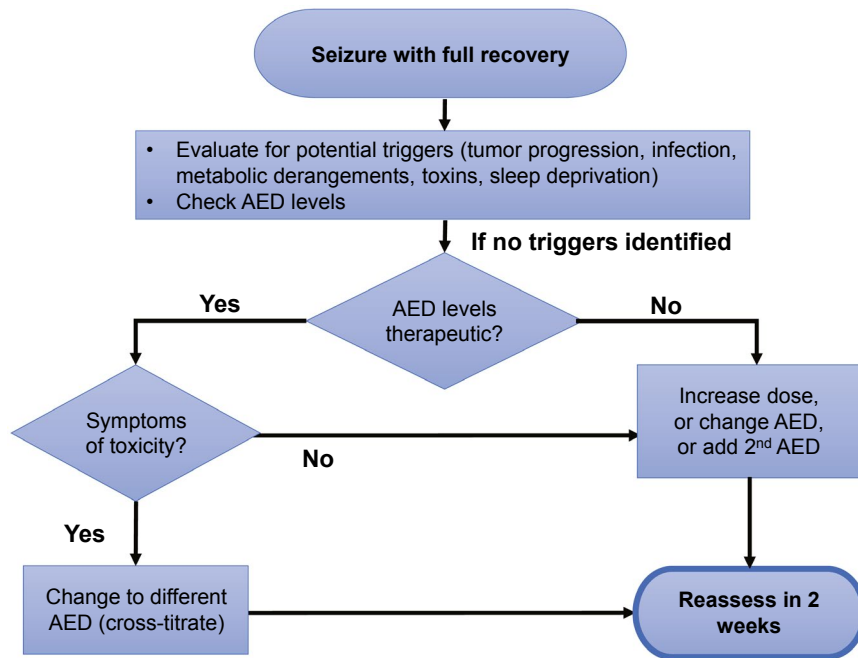 Seizure with full recovery
• Evaluate for potential triggers (tumor progression, infection,
metabolic derangements, toxins, sleep deprivation)
• Check AED levels
If no triggers identified
Yes
AED levels
therapeutic?
No
Symptoms
of toxicity?
No
Increase dose,
or change AED,
or add 2nd AED
Yes
Change to different
AED (cross-titrate)
Reassess in 2
weeks